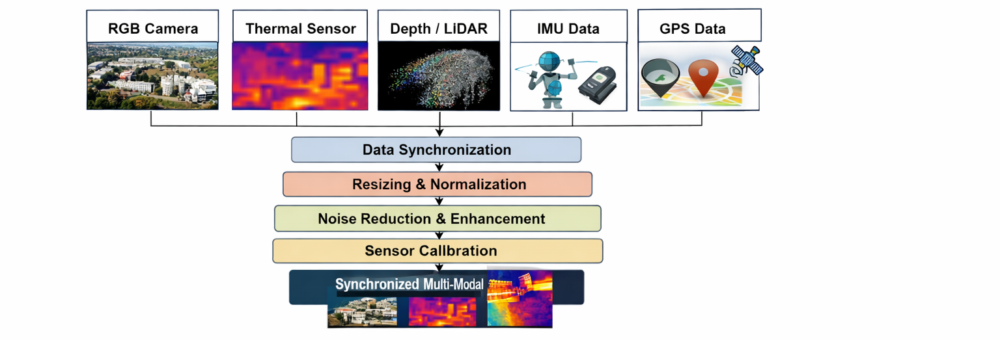 RGB Camera
Thermal Sensor
Depth / LiDAR
IMU Data
GPS Data
Data Synchronization
Resizing & Normalization
Noise Reduction & Enhancement
Sensor Callbration
Synchronized Multi-Modal